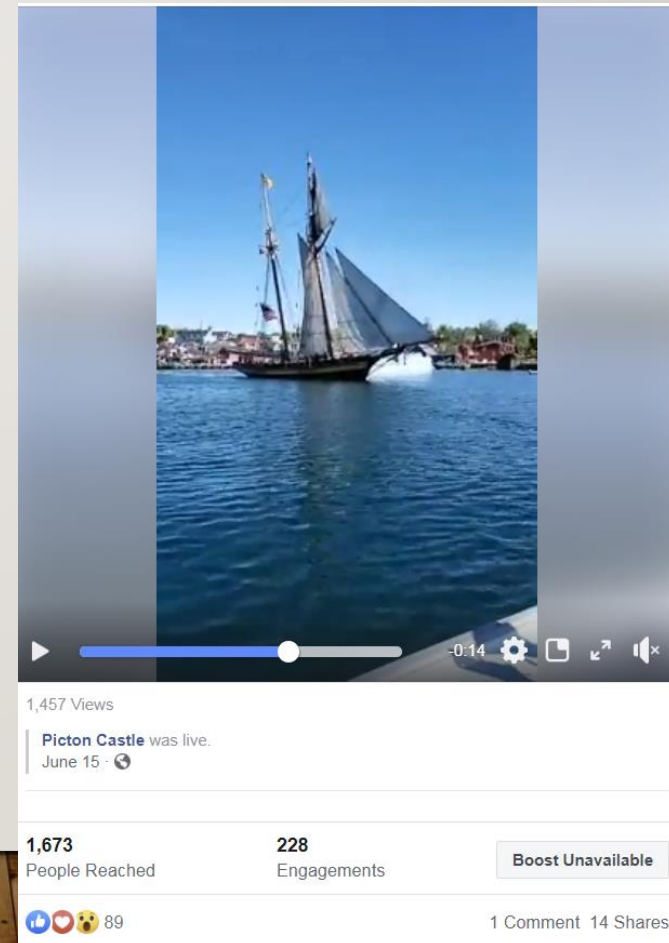 -0:14
1,457 Views
Picton Castle was live.
June 15 ·
1,673 228
People Reached Engagements
Boost Unavailable
89 1 Comment 14 Shares